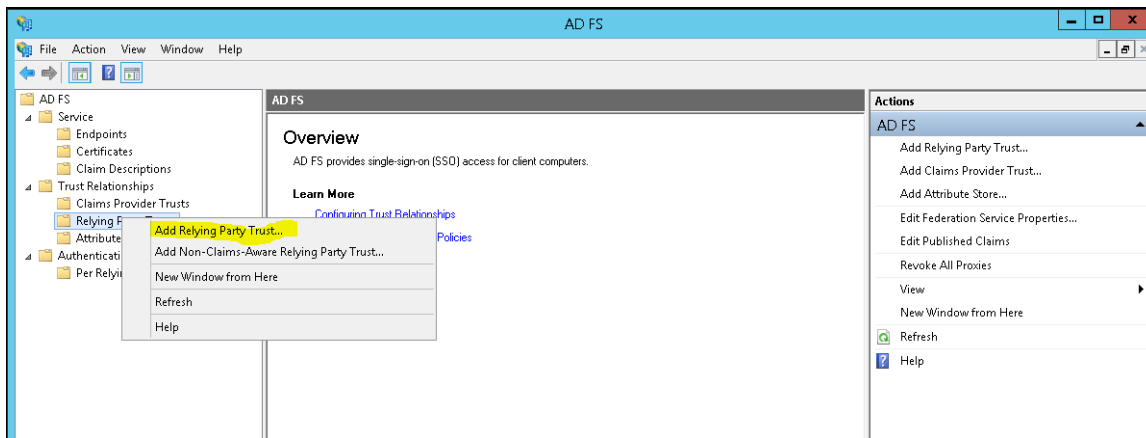 AD FS
File Action View Window Help
AD FS
Service
Endpoints
Certificates
Claim Descriptions
Trust Relationships
Claims Provider Trusts
Relying
Attribute
Per
Add Relying Party Trust...
Add Non-Claims-Aware Relying Party Trust...
New Window from Here
Refresh
Help
AD FS
Overview
AD FS provides single-sign-on (SSO) access for client computers.
Learn More
Configuring Trust Relationships
Policies
Actions
AD FS
Add Relying Party Trust...
Add Claims Provider Trust...
Add Attribute Store...
Edit Federation Service Properties...
Edit Published Claims
Revoke All Proxies
View
New Window from Here
Refresh
Help